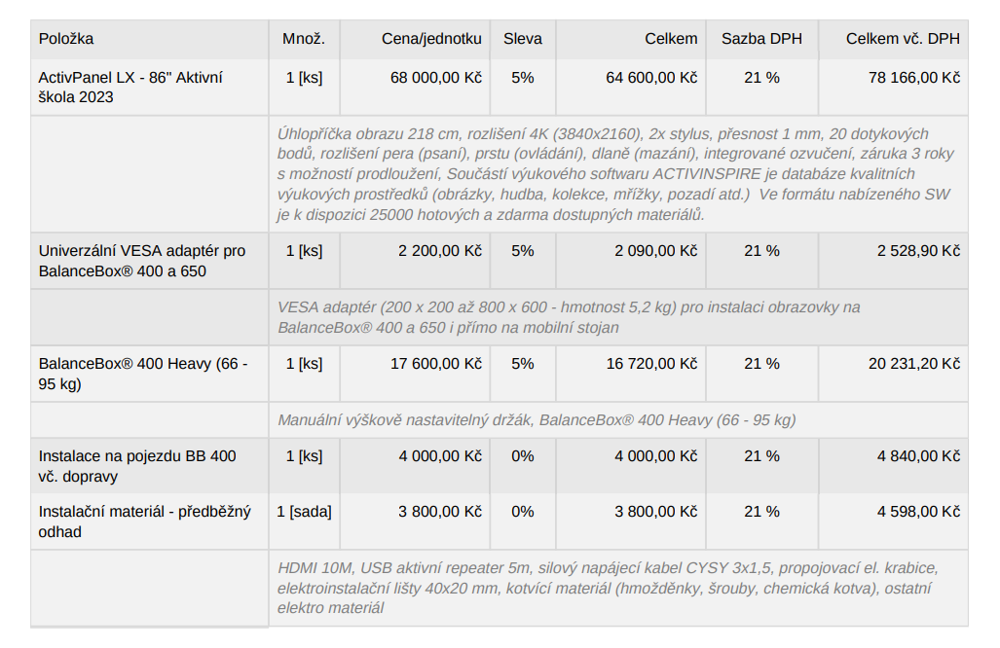 Položka Množ. Cena/jednotku Sleva Celkem Sazba DPH Celkem vč. DPH
ActivPanel LX - 86" Aktivní 1 [ks] 68 000,00 Kč 5% 64 600,00 Kč 21 % 78 166,00 Kč
škola 2023
Úhlopříčka obrazu 218 cm, rozlišení 4K (3840x2160), 2x stylus, přesnost 1 mm, 20 dotykových
bodů, rozlišení pera (psaní), prstu (ovládání), dlaně (mazání), integrované ozvučení, záruka 3 roky
s možností prodloužení, Součástí výukového softwaru ACTIVINSPIRE je databáze kvalitních
výukových prostředků (obrázky, hudba, kolekce, mřížky, pozadí atd.) Ve formátu nabízeného SW
je k dispozici 25000 hotových a zdarma dostupných materiálů.
Univerzální VESA adaptér pro 1 [ks] 2 200,00 Kč 5% 2 090,00 Kč 21 % 2 528,90 Kč
BalanceBox® 400 a 650
VESA adaptér (200 x 200 až 800 x 600 - hmotnost 5,2 kg) pro instalaci obrazovky na
BalanceBox® 400 a 650 i přímo na mobilní stojan
BalanceBox® 400 Heavy (66 - 1 [ks] 17 600,00 Kč 5% 16 720,00 Kč 21 % 20 231,20 Kč
95 kg)
Manuální výškově nastavitelný držák, BalanceBox® 400 Heavy (66 - 95 kg)
Instalace na pojezdu BB 400 1 [ks] 4 000,00 Kč 0% 4 000,00 Kč 21 % 4 840,00 Kč
vč. dopravy
Instalační materiál - předběžný 1 [sada] 3 800,00 Kč 0% 3 800,00 Kč 21 % 4 598,00 Kč
odhad
HDMI 10M, USB aktivní repeater 5m, silový napájecí kabel CYSY 3x1,5, propojovací el. krabice,
elektroinstalační lišty 40x20 mm, kotvící materiál (hmožděnky, šrouby, chemická kotva), ostatní
elektro materiál